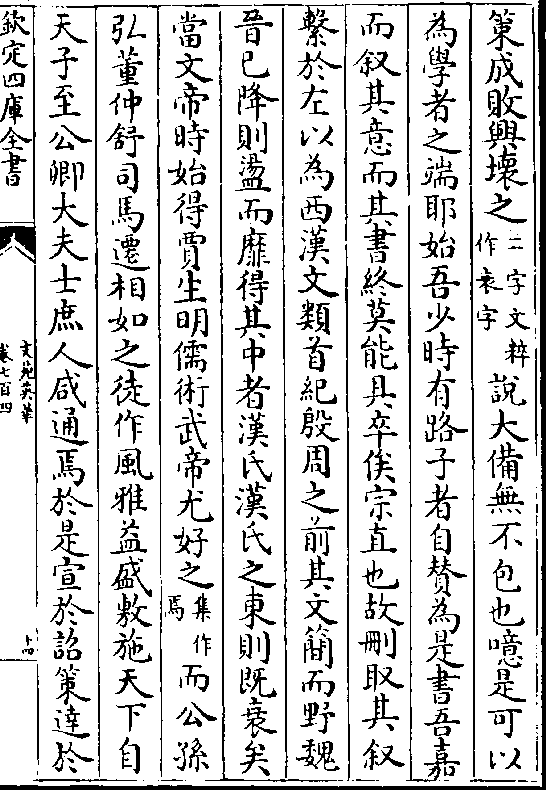 策成敗興壞之二字文粹作衰字說大備無不包也噫是可以
為學者之端耶始吾少時有路子者自贊為是書吾嘉
而叙其意而其書終莫能具卒俟宗直也故刪取其叙
繫於左以為西漢文類首紀殷周之前其文簡而野魏
晉已降則盪而靡得其中者漢氏漢氏之東則既衰矣
當文帝時始得賈生明儒術武帝尤好之集作焉而公孫
弘董仲舒司馬遷相如之徒作風雅益盛敷施天下自
天子至公卿大夫士庶人咸通焉於是宣於詔策達於
欽定四庫全書
文苑英華
卷七百四
十四